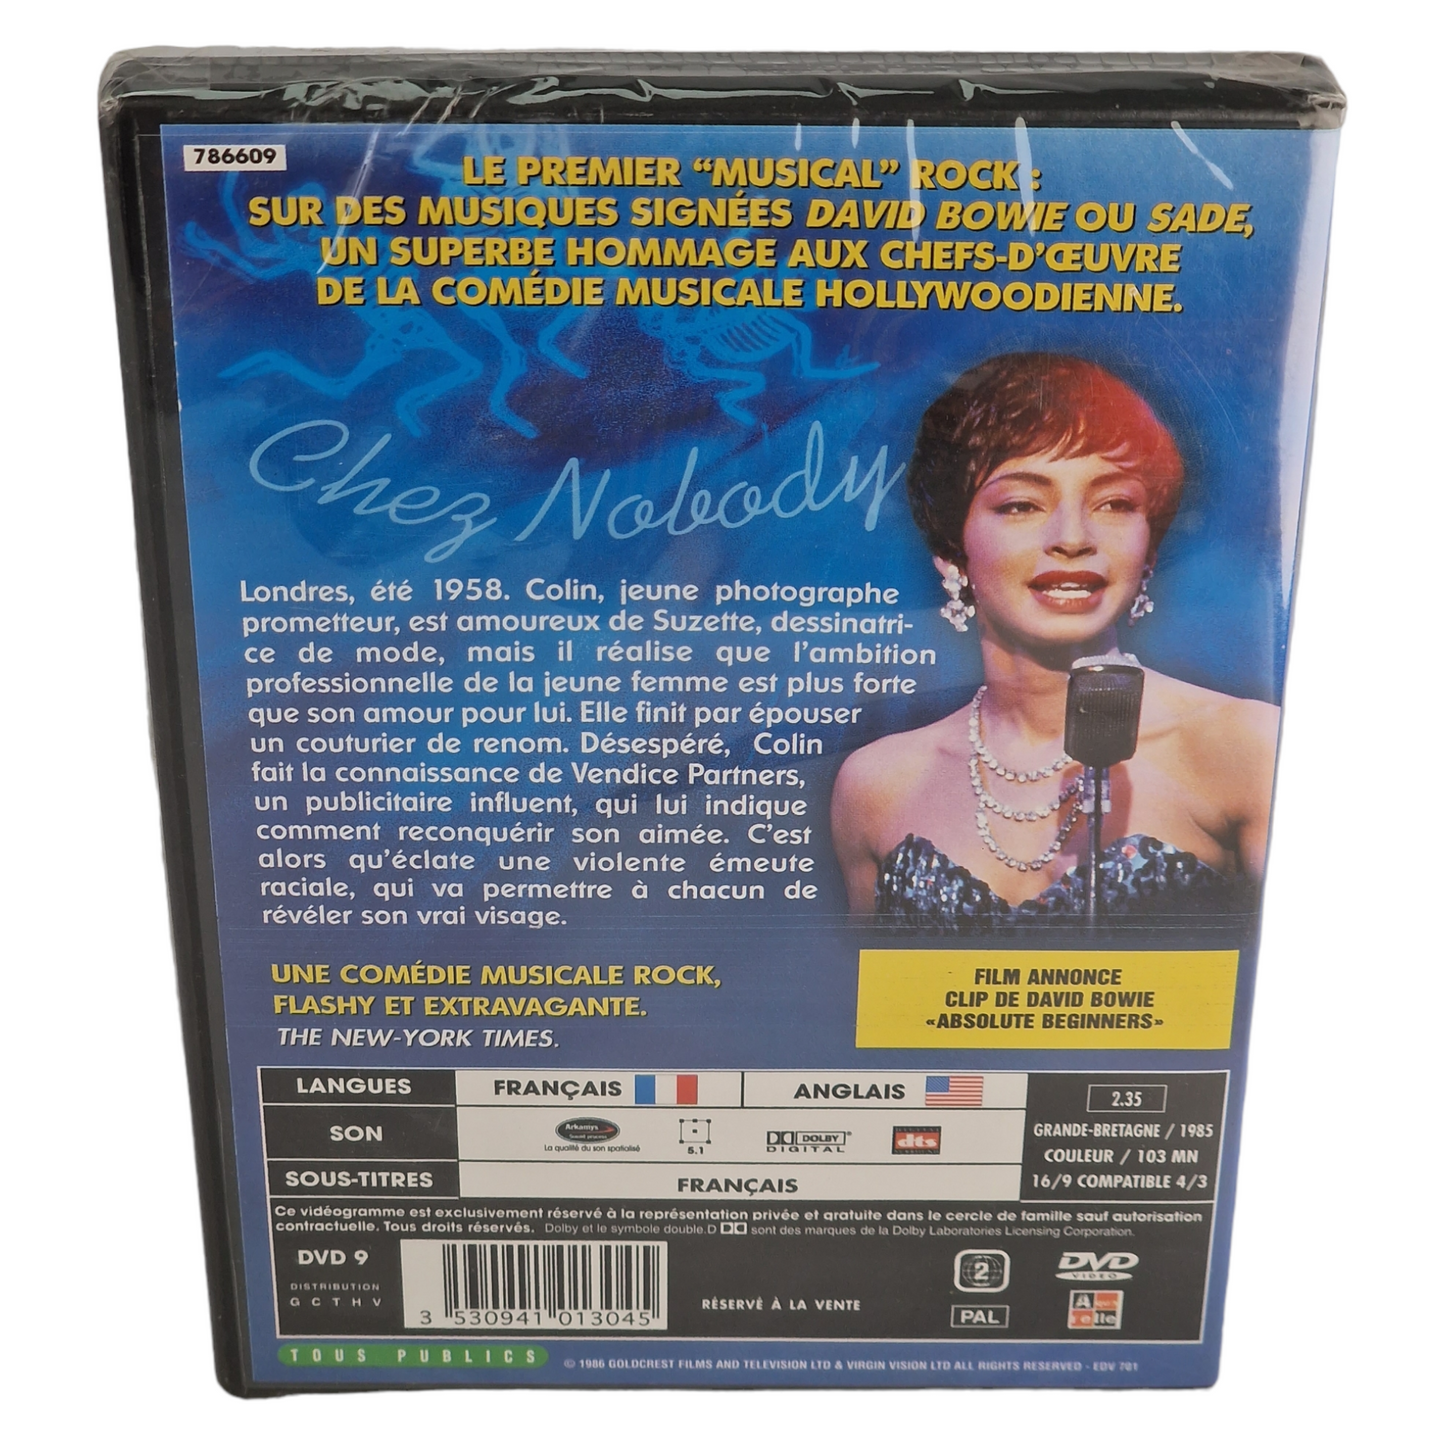 786609
LE PREMIER “MUSICAL” ROCK :
SUR DES MUSIQUES SIGNÉES DAVID BOWIE OU SADE,
UN SUPERBE HOMMAGE AUX CHEFS-D’ŒUVRE
DE LA COMÉDIE MUSICALE HOLLYWOODIENNE.
Chez Nobody
Londres, été 1958. Colin, jeune photographe
prometteur, est amoureux de Suzette, dessinatri-
ce de mode, mais il réalise que l’ambition
professionnelle de la jeune femme est plus forte
que son amour pour lui. Elle finit par épouser
un couturier de renom. Désespéré, Colin
fait la connaissance de Vendice Partners,
un publicitaire influent, qui lui indique
comment reconquérir son aimée. C’est
alors qu’éclate une violente émeute
raciale, qui va permettre à chacun de
révéler son vrai visage.
UNE COMÉDIE MUSICALE ROCK,
FLASHY ET EXTRAVAGANTE.
THE NEW-YORK TIMES.
FILM ANNONCE
CLIP DE DAVID BOWIE
«ABSOLUTE BEGINNERS»
LANGUES FRANÇAIS ANGLAIS
SON Arkamys La qualité du son spatialisé 5.1 DOLBY DIGITAL dts
SOUS-TITRES FRANÇAIS
2.35
GRANDE-BRETAGNE / 1985
COULEUR / 103 MN
16/9 COMPATIBLE 4/3
Ce vidéogramme est exclusivement réservé à la représentation privée et gratuite dans le cercle de famille sauf autorisation
contractuelle. Tous droits réservés. Dolby et le symbole double.D sont des marques de la Dolby Laboratories Licensing Corporation.
DVD 9
DISTRIBUTION
GCTHV
3 530941 013045
RÉSERVÉ À LA VENTE
2
PAL
DVD
VIDEO
Aquarelle
TOUS PUBLICS
© 1986 GOLDCREST FILMS AND TELEVISION LTD & VIRGIN VISION LTD ALL RIGHTS RESERVED - EDV 701